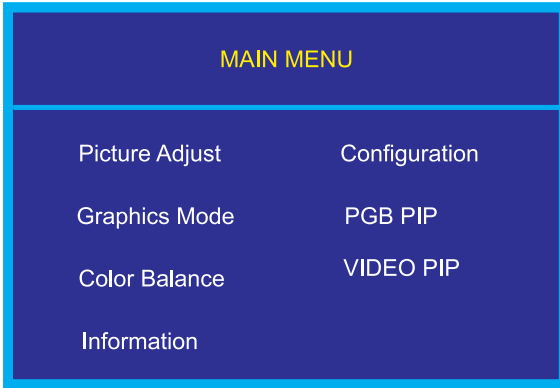 MAIN MENU
Picture Adjust
Graphics Mode
Color Balance
Information
Configuration
PGB PIP
VIDEO PIP